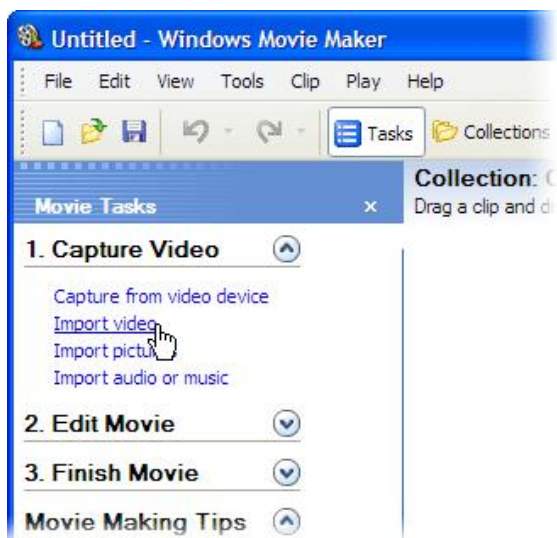 Untitled - Windows Movie Maker
File Edit View Tools Clip Play Help
Tasks Collections
Movie Tasks
Collection:
Drag a clip and
1. Capture Video
Capture from video device
Import video
Import
Import audio or music
2. Edit Movie
3. Finish Movie
Movie Making Tips